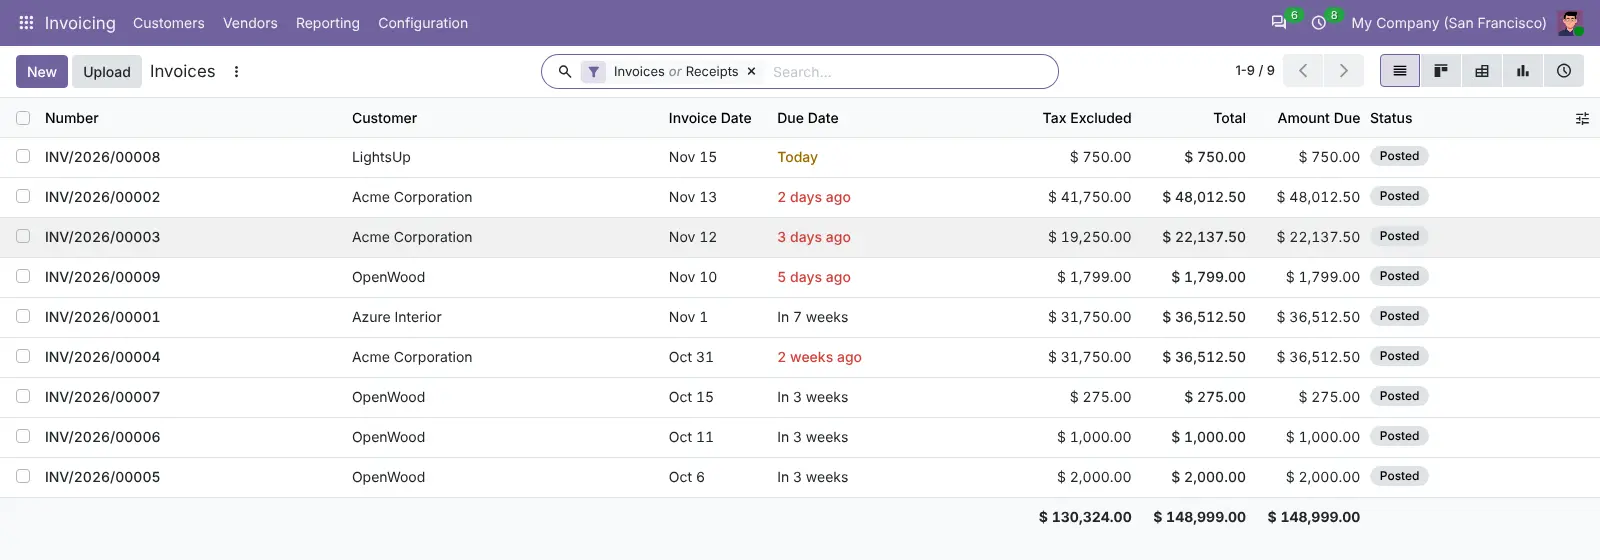 Invoicing Customers Vendors Reporting Configuration 6 8 My Company (San Francisco)
New Upload Invoices Invoices or Receipts Search... 1-9 / 9
Number Customer Invoice Date Due Date Tax Excluded Total Amount Due Status
INV/2026/00008 LightsUp Nov 15 Today $ 750.00 $ 750.00 $ 750.00 Posted
INV/2026/00002 Acme Corporation Nov 13 2 days ago $ 41,750.00 $ 48,012.50 $ 48,012.50 Posted
INV/2026/00003 Acme Corporation Nov 12 3 days ago $ 19,250.00 $ 22,137.50 $ 22,137.50 Posted
INV/2026/00009 OpenWood Nov 10 5 days ago $ 1,799.00 $ 1,799.00 $ 1,799.00 Posted
INV/2026/00001 Azure Interior Nov 1 In 7 weeks $ 31,750.00 $ 36,512.50 $ 36,512.50 Posted
INV/2026/00004 Acme Corporation Oct 31 2 weeks ago $ 31,750.00 $ 36,512.50 $ 36,512.50 Posted
INV/2026/00007 OpenWood Oct 15 In 3 weeks $ 275.00 $ 275.00 $ 275.00 Posted
INV/2026/00006 OpenWood Oct 11 In 3 weeks $ 1,000.00 $ 1,000.00 $ 1,000.00 Posted
INV/2026/00005 OpenWood Oct 6 In 3 weeks $ 2,000.00 $ 2,000.00 $ 2,000.00 Posted
$ 130,324.00 $ 148,999.00 $ 148,999.00